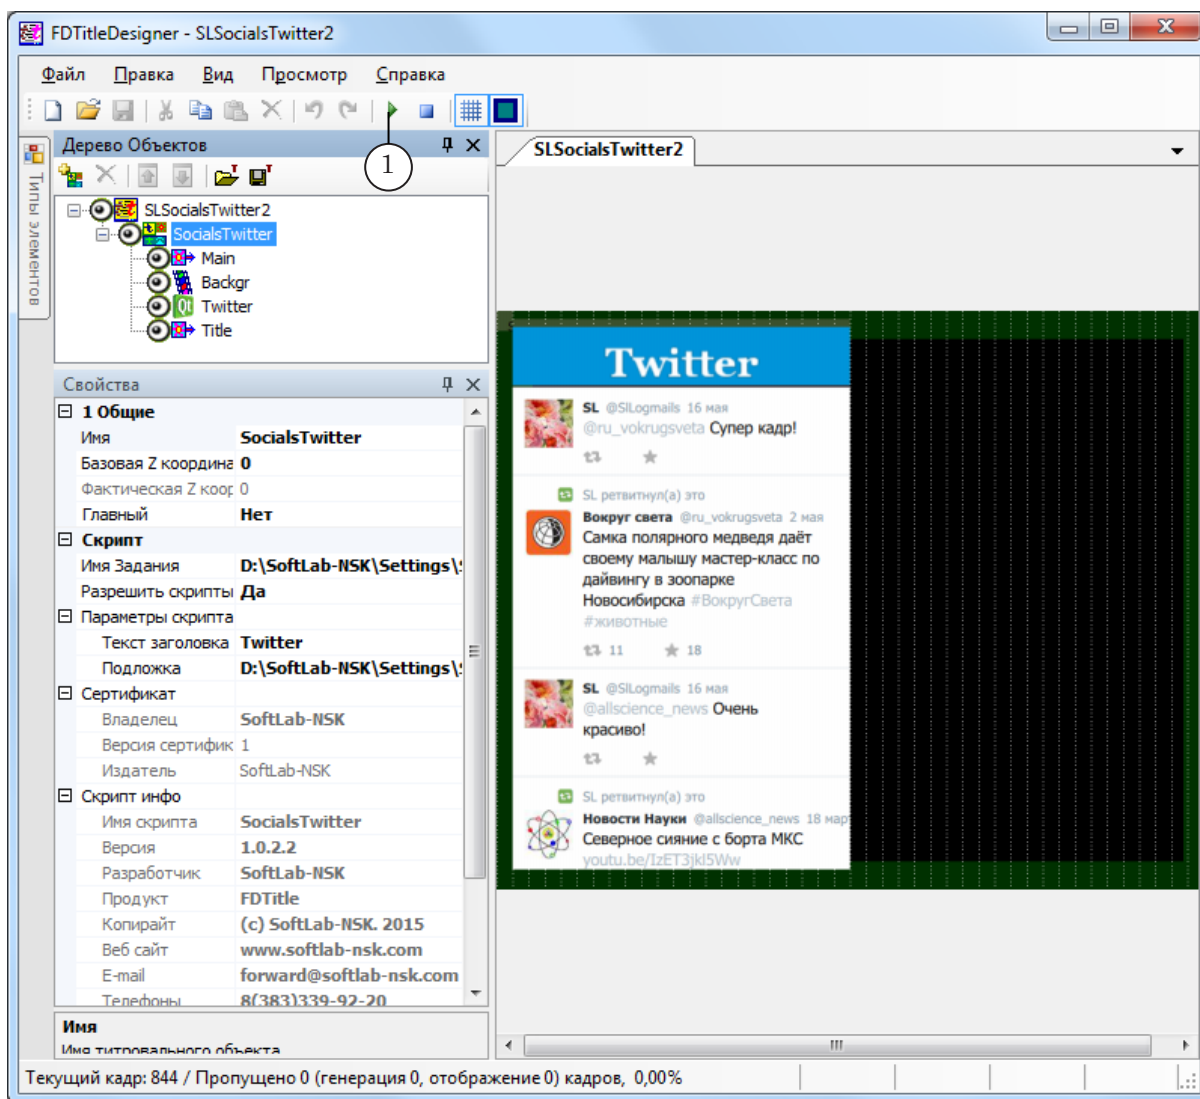 FDTitleDesigner - SLSocialsTwitter2
Файл Правка Вид Просмотр Справка
1
Типы элементов
Дерево Объектов
SLSocialsTwitter2
SocialsTwitter
Main
Backgr
Twitter
Title
Свойства
1 Общие
Имя SocialsTwitter
Базовая Z координа 0
Фактическая Z коор 0
Главный Нет
Скрипт
Имя Задания D:\SoftLab-NSK\Settings\
Разрешить скрипты Да
Параметры скрипта
Текст заголовка Twitter
Подложка D:\SoftLab-NSK\Settings\
Сертификат
Владелец SoftLab-NSK
Версия сертифик 1
Издатель SoftLab-NSK
Скрипт инфо
Имя скрипта SocialsTwitter
Версия 1.0.2.2
Разработчик SoftLab-NSK
Продукт FDTitle
Копирайт (c) SoftLab-NSK. 2015
Веб сайт www.softlab-nsk.com
E-mail forward@softlab-nsk.com
Телефоны 8(383)339-92-20
Имя
Имя титровального объекта
SLSocialsTwitter2
Twitter
SL @SlLogmails 16 мая
@ru_vokrugsveta Супер кадр!
SL ретвитнул(а) это
Вокруг света @ru_vokrugsveta 2 мая
Самка полярного медведя даёт
своему малышу мастер-класс по
дайвингу в зоопарке
Новосибирска #ВокругСвета
#животные
11 18
SL @SlLogmails 16 мая
@allscience_news Очень
красиво!
SL ретвитнул(а) это
Новости Науки @allscience_news 18 мар
Северное сияние с борта МКС
youtu.be/IzET3jkl5Ww
Текущий кадр: 844 / Пропущено 0 (генерация 0, отображение 0) кадров, 0,00%